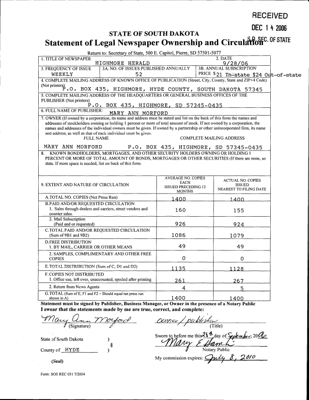 RECEIVED
DEC 14 2006
S.D. SEC. OF STATE
STATE OF SOUTH DAKOTA
Statement of Legal Newspaper Ownership and Circulation
Return to: Secretary of State, 500 E. Capitol, Pierre, SD 57501-5077
1. TITLE OF NEWSPAPER
HIGHMORE HERALD
2. DATE
9/28/06
3. FREQUENCY OF ISSUE
WEEKLY
3A. NO. OF ISSUES PUBLISHED ANNUALLY
52
3B. ANNUAL SUBSCRIPTION
PRICE $21 In-state $24 Out-of-state
4. COMPLETE MAILING ADDRESS OF KNOWN OFFICE OF PUBLICATION (Street, City, County, State and ZIP+4 Code)
(Not printers)
P.O. BOX 435, HIGHMORE, HYDE COUNTY, SOUTH DAKOTA 57345
5. COMPLETE MAILING ADDRESS OF THE HEADQUARTERS OR GENERAL BUSINESS OFFICES OF THE
PUBLISHER (Not printer)
P.O. BOX 435, HIGHMORE, SD 57345-0435
6. FULL NAME OF PUBLISHER:
MARY ANN MORFORD
7. OWNER (If owned by a corporation, its name and address must be stated and list on the back of this form the names and
addresses of stockholders owning or holding 1 percent or more of total amount of stock. If not owned by a corporation, the
names and addresses of the individual owners must be given. If owned by a partnership or other unincorporated firm, its name
and address, as well as that of each individual must be given.
FULL NAME
COMPLETE MAILING ADDRESS
MARY ANN MORFORD
P.O. BOX 435, HIGHMORE, SD 57345-0435
8. KNOWN BONDHOLDERS, MORTGAGEES, AND OTHER SECURITY HOLDERS OWNING OR HOLDING 1
PERCENT OR MORE OF TOTAL AMOUNT OF BONDS, MORTGAGES OR OTHER SECURITIES (If there are none, so
state. If more space is needed, list on back of this form.
9. EXTENT AND NATURE OF CIRCULATION
AVERAGE NO. COPIES
EACH
ISSUED PRECEDING 12
MONTHS
ACTUAL NO. COPIES
ISSUED
NEAREST TO FILING DATE
A. TOTAL NO. COPIES (Net Press Run)
1400
1400
B. PAID AND/OR REQUESTED CIRCULATION
1. Sales through dealers and carriers, street vendors and
counter sales.
160
155
2. Mail Subscription
(Paid and or requested)
926
924
C. TOTAL PAID AND/OR REQUESTED CIRCULATION
(Sum of 9B1 and 9B2)
1086
1079
D. FREE DISTRIBUTION
1. BY MAIL, CARRIER OR OTHER MEANS
49
49
2. SAMPLES, COMPLIMENTARY AND OTHER FREE
COPIES
0
0
E. TOTAL DISTRIBUTION (Sum of C, D1 and D2)
1135
1128
F. COPIES NOT DISTRIBUTED
1. Office use, left over, unaccounted, spoiled after printing
261
267
2. Return from News Agents
4
5
G. TOTAL (Sum of E, F1 and F2 - Should equal net press run
shown in A)
1400
1400
Statement must be signed by Publisher, Business Manager, or Owner in the presence of a Notary Public
I swear that the statements made by me are true, correct, and complete:
Mary Ann Morford
owner/publisher
(Signature)
(Title)
State of South Dakota )
Sworn to before me this day of September, 20
County of HYDE )
Notary Public
(Seal)
My commission expires: July 8, 2010
Form: SOS REC 051 7/2004